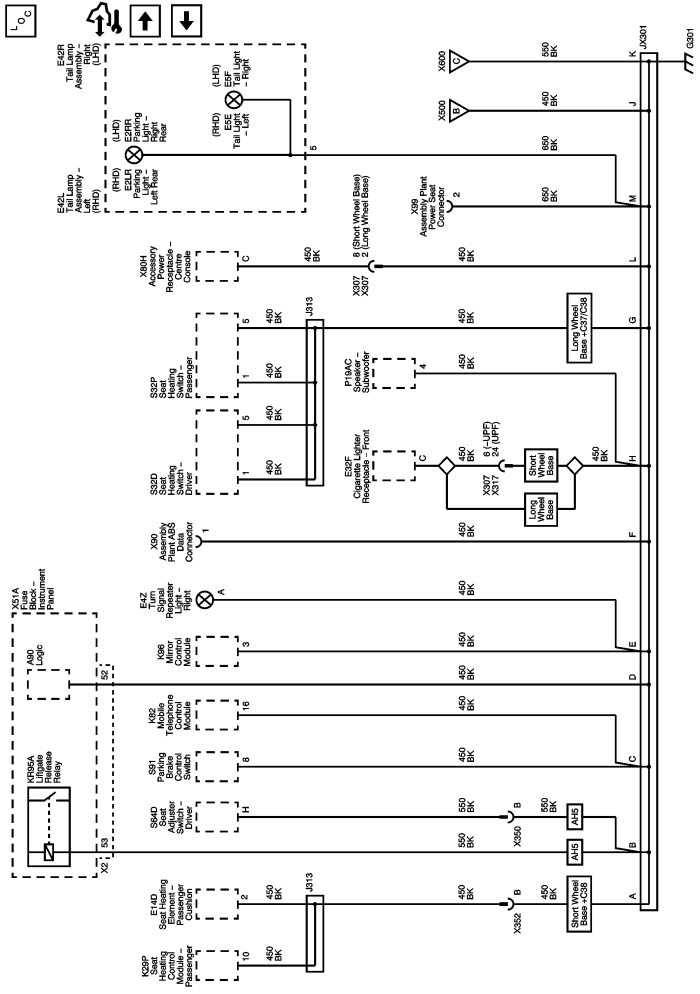 L O C
X51A
Fuse
Block –
Instrument
Panel
KR95A
Liftgate
Release
Relay
A90
Logic
X2
53
52
K29P
Seat
Heating
Control
Module –
Passenger
10
450
BK
E14D
Seat Heating
Element –
Passenger
Cushion
2
450
BK
J313
450
BK
X352
B
450
BK
Short Wheel
Base +C38
A
550
BK
AH5
B
S64D
Seat
Adjuster
Switch –
Driver
H
550
BK
X350
B
550
BK
AH5
S91
Parking
Brake
Control
Switch
8
450
BK
C
K82
Mobile
Telephone
Control
Module
16
450
BK
450
BK
D
K96
Mirror
Control
Module
3
450
BK
E
E4Z
Turn
Signal
Repeater
Light –
Right
A
450
BK
X90
Assembly
Plant ABS
Data
Connector
1
450
BK
F
S32D
Seat
Heating
Switch –
Driver
1
450
BK
5
450
BK
S32P
Seat
Heating
Switch –
Passenger
1
450
BK
5
450
BK
J313
E32F
Cigarette Lighter
Receptacle – Front
C
450
BK
X307
X317
6 (–UPF)
24 (UPF)
Short
Wheel
Base
Long
Wheel
Base
450
BK
H
P19AC
Speaker –
Subwoofer
4
450
BK
450
BK
Long Wheel
Base +C37/C38
G
X80H
Accessory
Power
Receptacle –
Centre
Console
C
450
BK
X307
X307
8 (Short Wheel Base)
2 (Long Wheel Base)
450
BK
L
E42L
Tail Lamp
Assembly –
Left
(RHD)
E42R
Tail Lamp
Assembly –
Right
(LHD)
(RHD)
E2LR
Parking
Light –
Left Rear
(LHD)
E2RR
Parking
Light –
Right
Rear
(RHD)
E5E
Tail Light
– Left
(LHD)
E5F
Tail Light
– Right
5
650
BK
X99
Assembly Plant
Power Seat
Connector
2
650
BK
M
X500
B
450
BK
J
X600
C
550
BK
K
JX301
G301